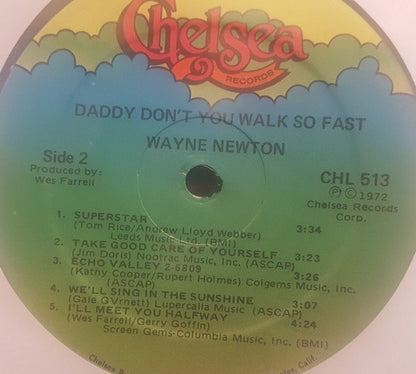 Chelsea
RECORDS
DADDY DON'T YOU WALK SO FAST
WAYNE NEWTON
Side 2
Produced by:
Wes Farrell
CHL 513
Ⓟ © 1972
Chelsea Records
Corp.
1. SUPERSTAR 3:34
(Tom Rice/Andrew Lloyd Webber)
Leeds Music Ltd. (BMI)
2. TAKE GOOD CARE OF YOURSELF 3:23
(Jim Doris) Nootrac Music, Inc. (ASCAP)
3. ECHO VALLEY 2-6809 3:26
(Kathy Cooper/Rupert Holmes) Colgems Music, Inc.
(ASCAP)
4. WE'LL SING IN THE SUNSHINE 3:07
(Gale GVrnett) Lupercalia Music (ASCAP)
5. I'LL MEET YOU HALFWAY 4:24
(Wes Farrell/Gerry Goffin)
Screen Gems-Columbia Music, Inc. (BMI)
Chelsea
Calif.